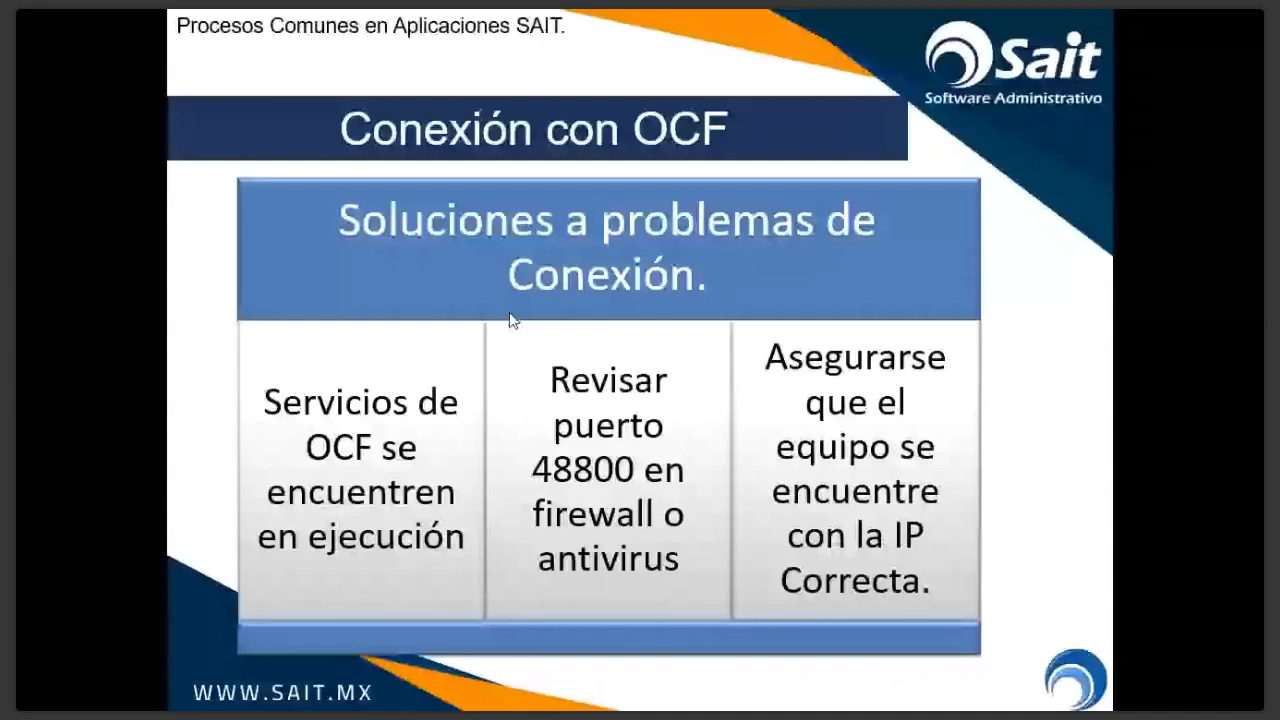 Procesos Comunes en Aplicaciones SAIT.
Sait
Software Administrativo
Conexión con OCF
Soluciones a problemas de
Conexión.
Servicios de
OCF se
encuentren
en ejecución
Revisar
puerto
48800 en
firewall o
antivirus
Asegurarse
que el
equipo se
encuentre
con la IP
Correcta.
WWW.SAIT.MX